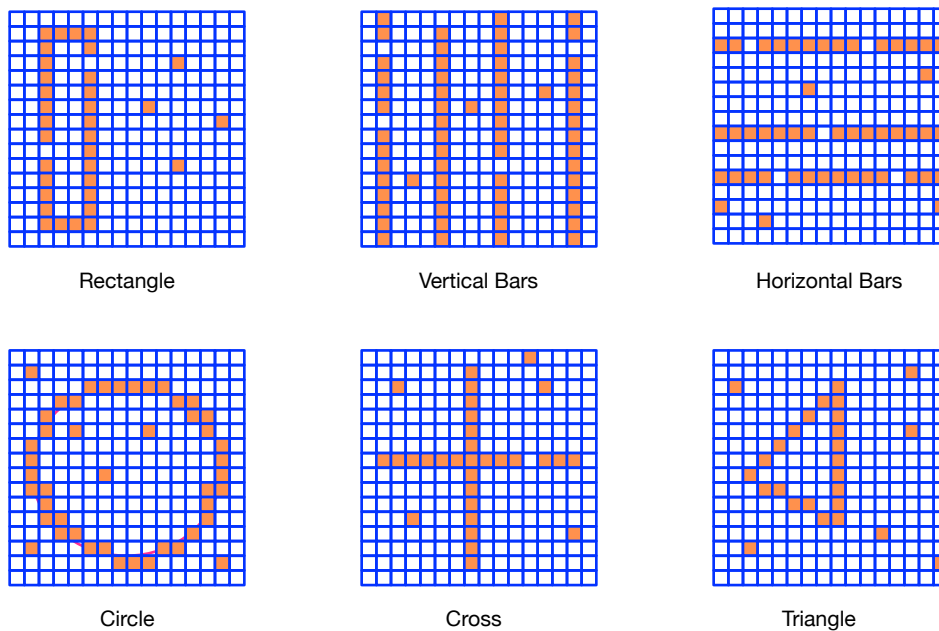 Rectangle
Vertical Bars
Horizontal Bars
Circle
Cross
Triangle